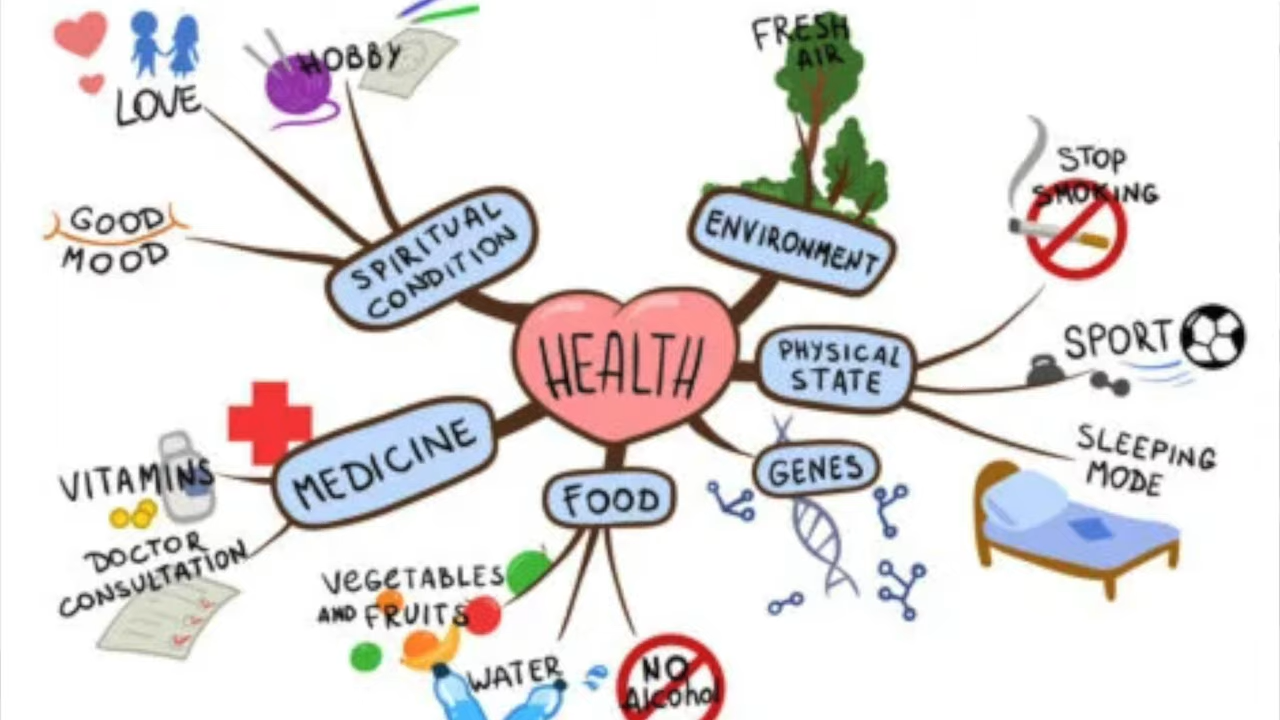 LOVE
HOBBY
GOOD
MOOD
SPIRITUAL
CONDITION
FRESH
AIR
ENVIRONMENT
STOP
SMOKING
HEALTH
PHYSICAL
STATE
SPORT
SLEEPING
MODE
GENES
MEDICINE
VITAMINS
DOCTOR
CONSULTATION
FOOD
VEGETABLES
AND FRUITS
WATER
NO
Alcohol